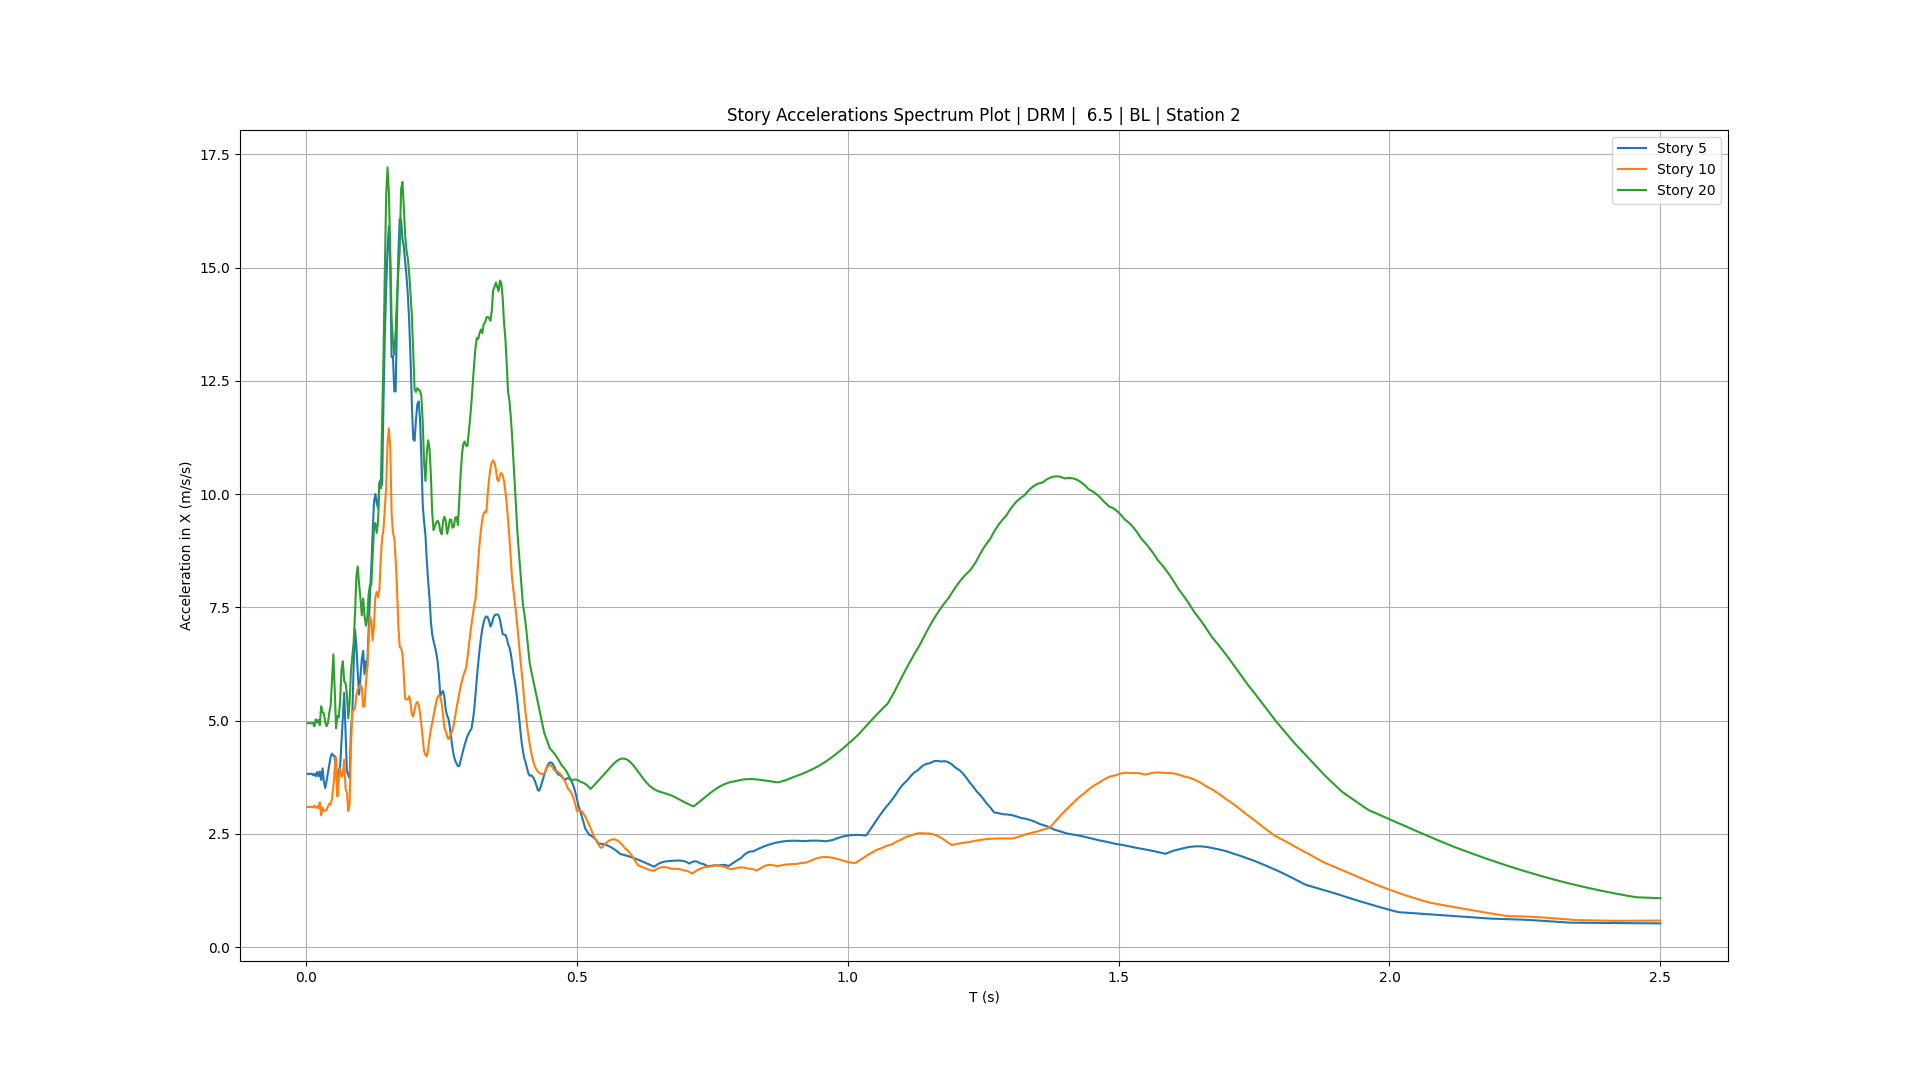 Story Accelerations Spectrum Plot | DRM |  6.5 | BL | Station 2
Story 5
Story 10
Story 20
Acceleration in X (m/s/s)
17.5
15.0
12.5
10.0
7.5
5.0
2.5
0.0
0.0 0.5 1.0 1.5 2.0 2.5
T (s)